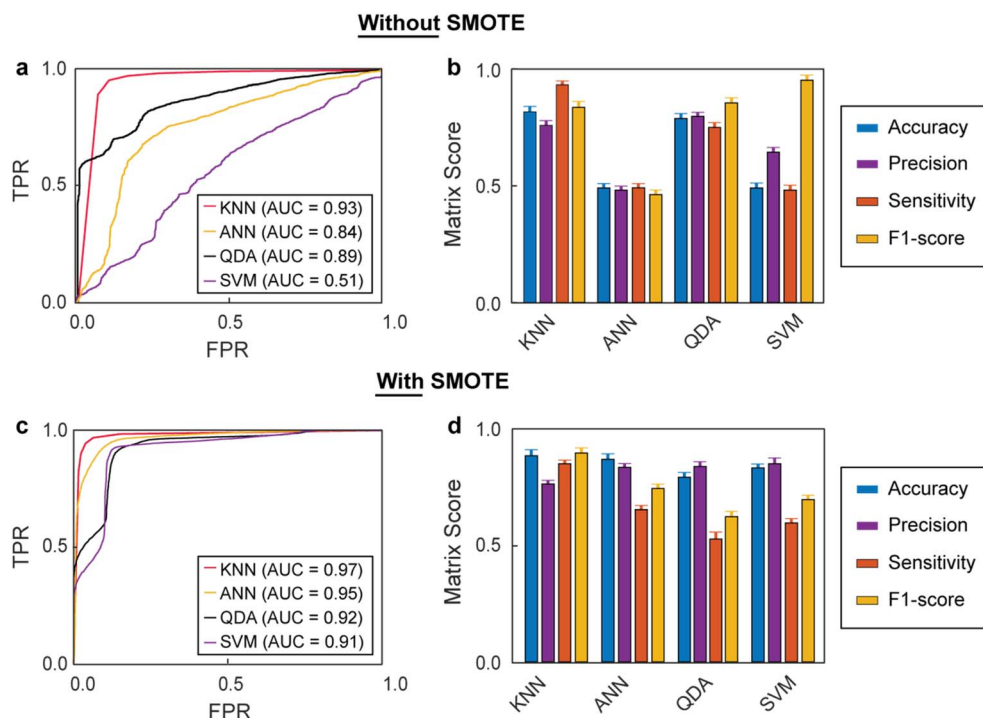 Without SMOTE
a
1.0
0.5
0.0
TPR
0.0
0.5
1.0
FPR
KNN (AUC = 0.93)
ANN (AUC = 0.84)
QDA (AUC = 0.89)
SVM (AUC = 0.51)
b
1.0
0.5
0.0
Matrix Score
KNN
ANN
QDA
SVM
Accuracy
Precision
Sensitivity
F1-score
With SMOTE
c
1.0
0.5
0.0
TPR
0.0
0.5
1.0
FPR
KNN (AUC = 0.97)
ANN (AUC = 0.95)
QDA (AUC = 0.92)
SVM (AUC = 0.91)
d
1.0
0.5
0.0
Matrix Score
KNN
ANN
QDA
SVM
Accuracy
Precision
Sensitivity
F1-score